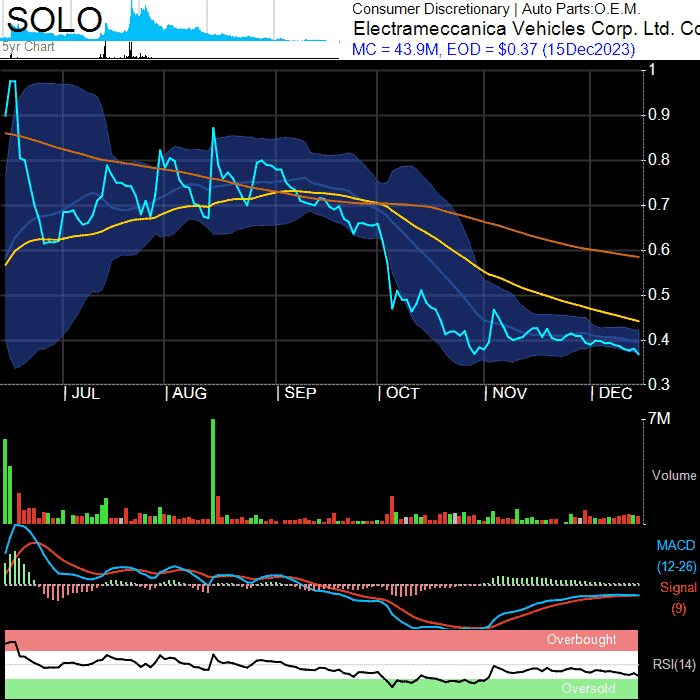 SOLO
5yr Chart
Consumer Discretionary | Auto Parts:O.E.M.
Electrameccanica Vehicles Corp. Ltd. Co
MC = 43.9M, EOD = $0.37 (15Dec2023)
1
0.9
0.8
0.7
0.6
0.5
0.4
0.3
| JUL | AUG | SEP | OCT | NOV | DEC
7M
Volume
MACD
(12-26)
Signal
(9)
Overbought
RSI(14)
Oversold